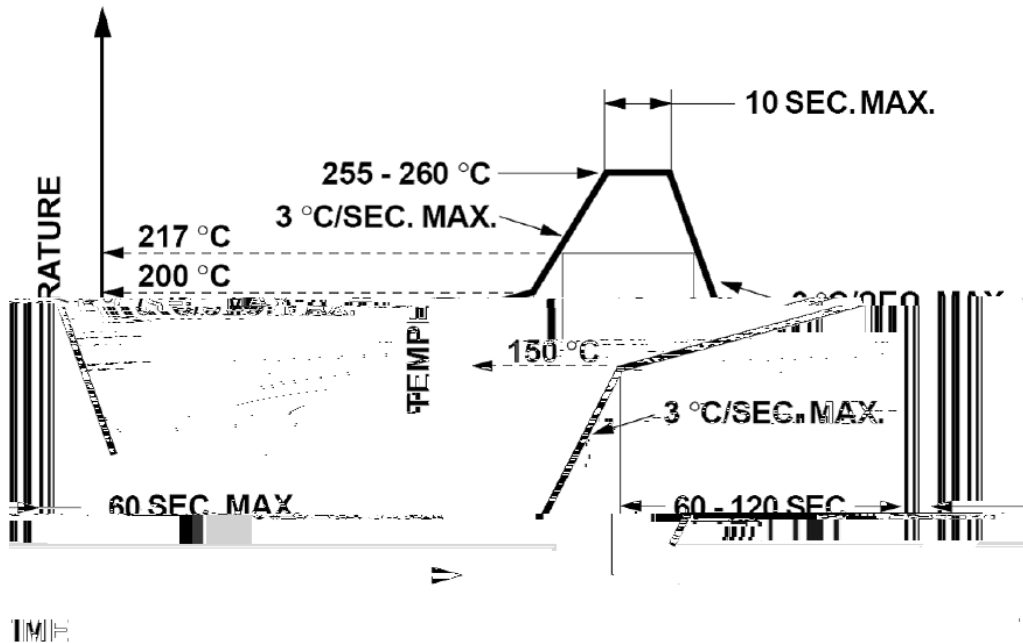 10 SEC. MAX.
255 - 260 °C
3 °C/SEC. MAX.
217 °C
200 °C
RATURE
TEMPE
150 °C
3 °C/SEC. MAX.
60 SEC. MAX
60 - 120 SEC